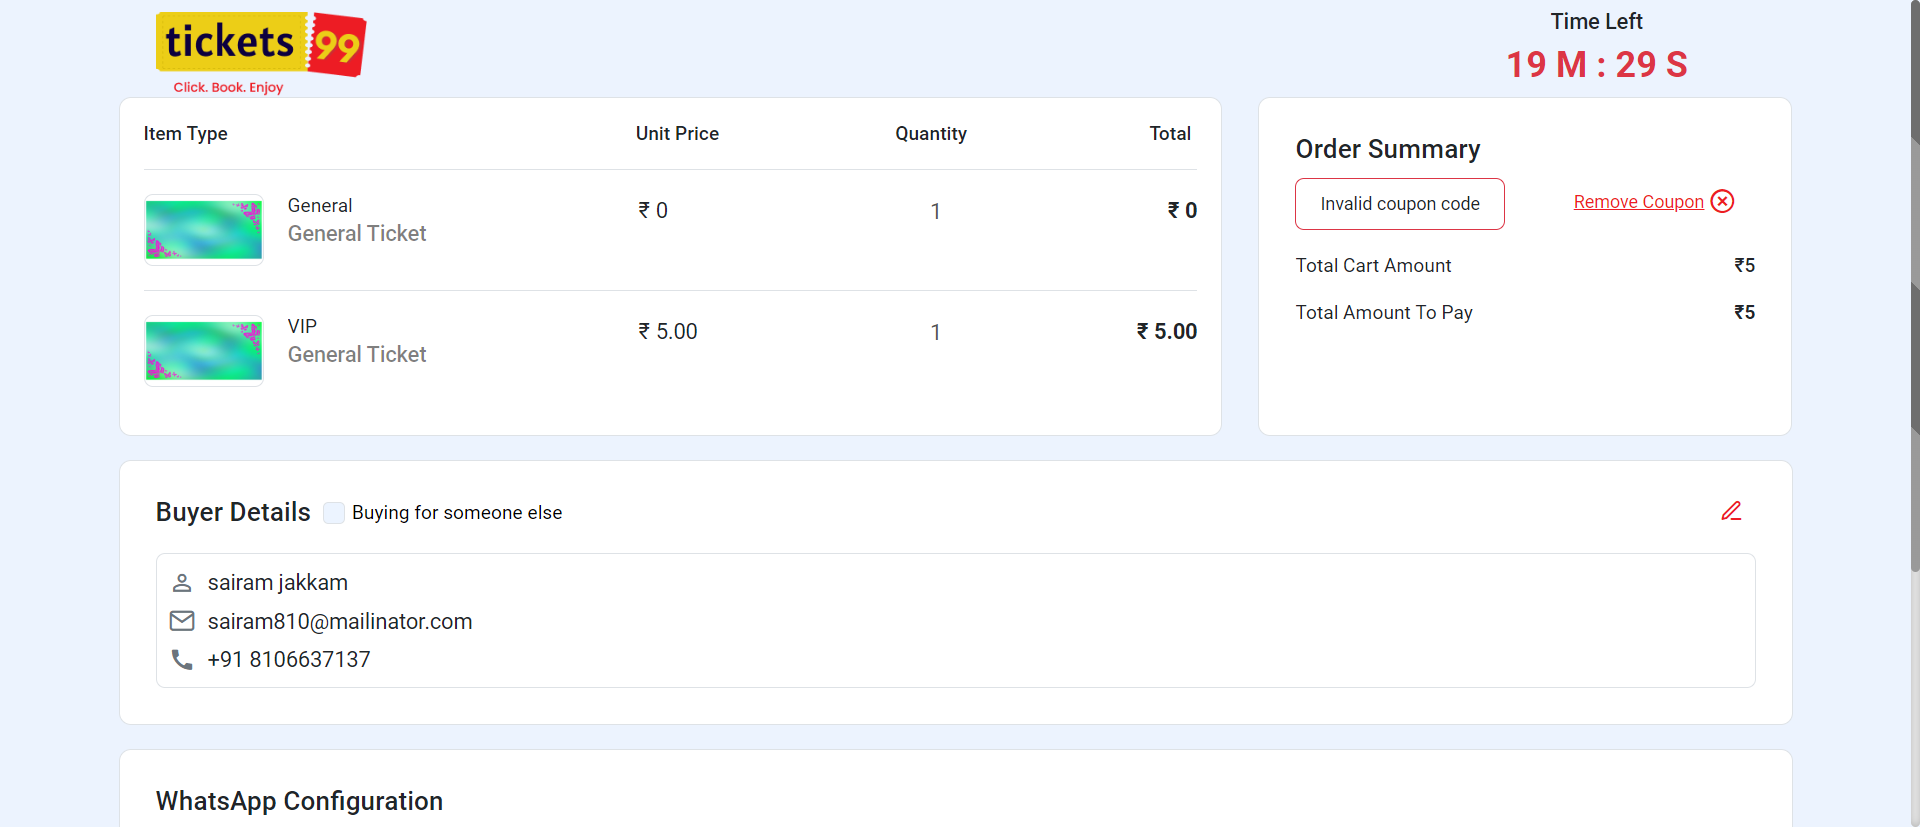 tickets 99
Click. Book. Enjoy
Time Left
19 M : 29 S
Item Type Unit Price Quantity Total
General
General Ticket
₹ 0 1 ₹ 0
VIP
General Ticket
₹ 5.00 1 ₹ 5.00
Order Summary
Invalid coupon code Remove Coupon
Total Cart Amount ₹5
Total Amount To Pay ₹5
Buyer Details Buying for someone else
sairam jakkam
sairam810@mailinator.com
+91 8106637137
WhatsApp Configuration